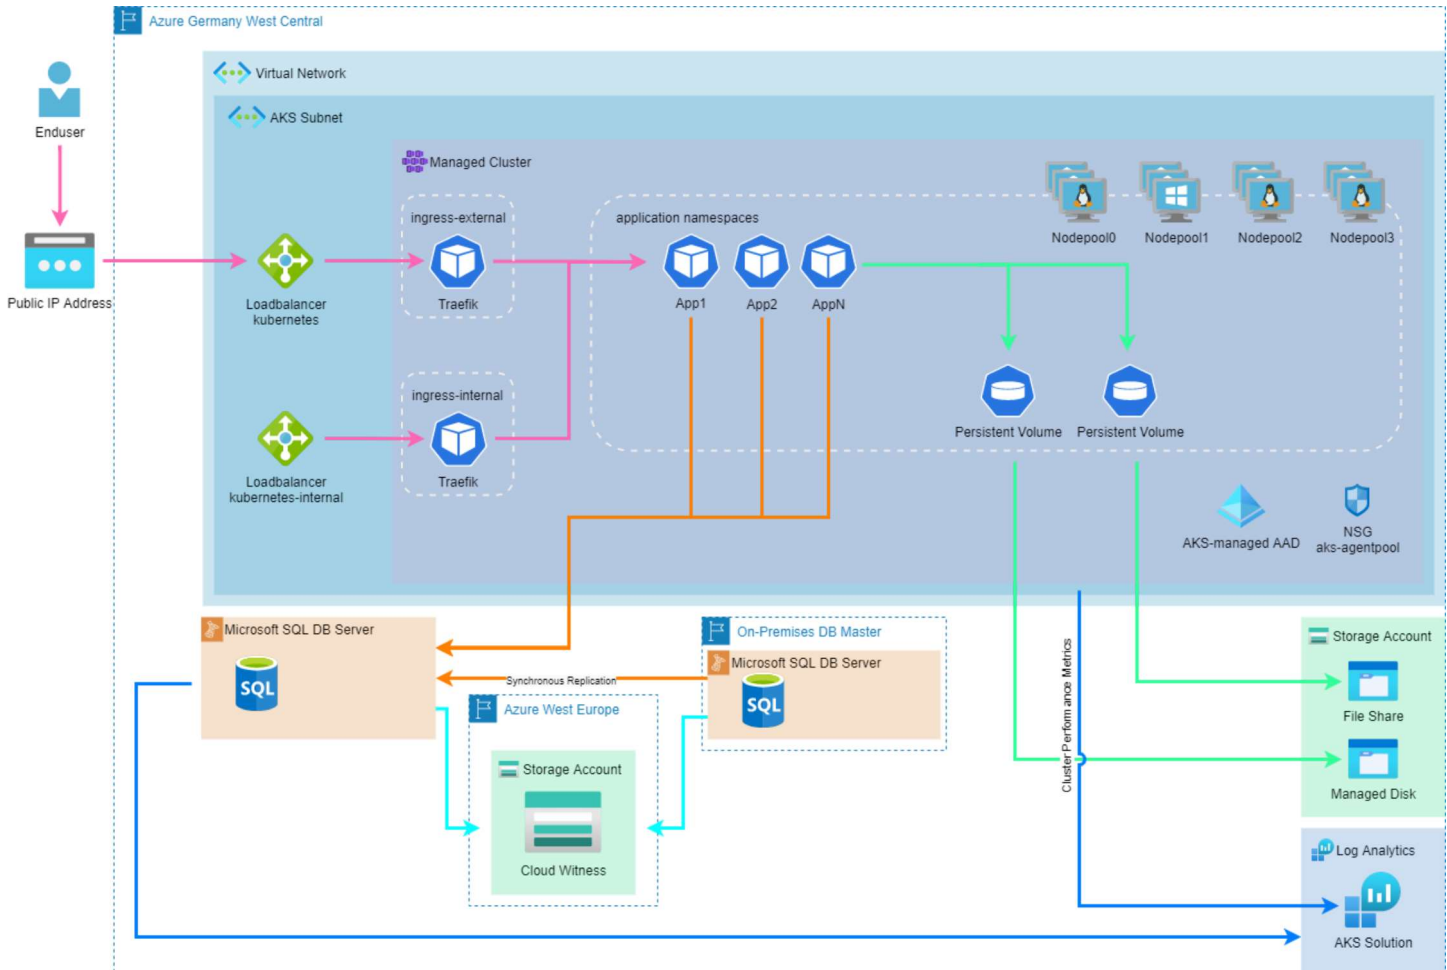 Azure Germany West Central
Virtual Network
AKS Subnet
Enduser
Managed Cluster
ingress-external
application namespaces
Nodepool0
Nodepool1
Nodepool2
Nodepool3
Public IP Address
Loadbalancer
kubernetes
Traefik
App1
App2
AppN
ingress-internal
Persistent Volume
Persistent Volume
Loadbalancer
kubernetes-internal
Traefik
AKS-managed AAD
NSG
aks-agentpool
Microsoft SQL DB Server
SQL
On-Premises DB Master
Microsoft SQL DB Server
SQL
Synchronous Replication
Azure West Europe
Storage Account
Cloud Witness
Cluster Performance Metrics
Storage Account
File Share
Managed Disk
Log Analytics
AKS Solution